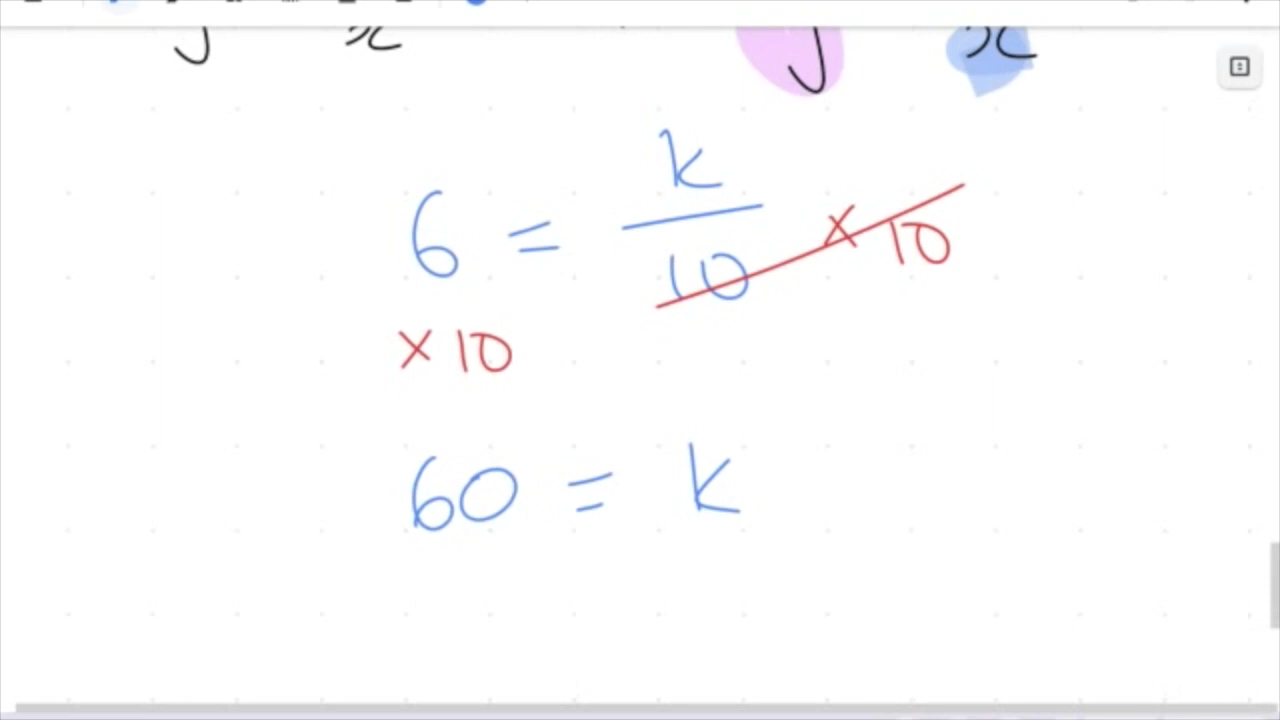 y x y x
6 = k/10 × 10
× 10
60 = k